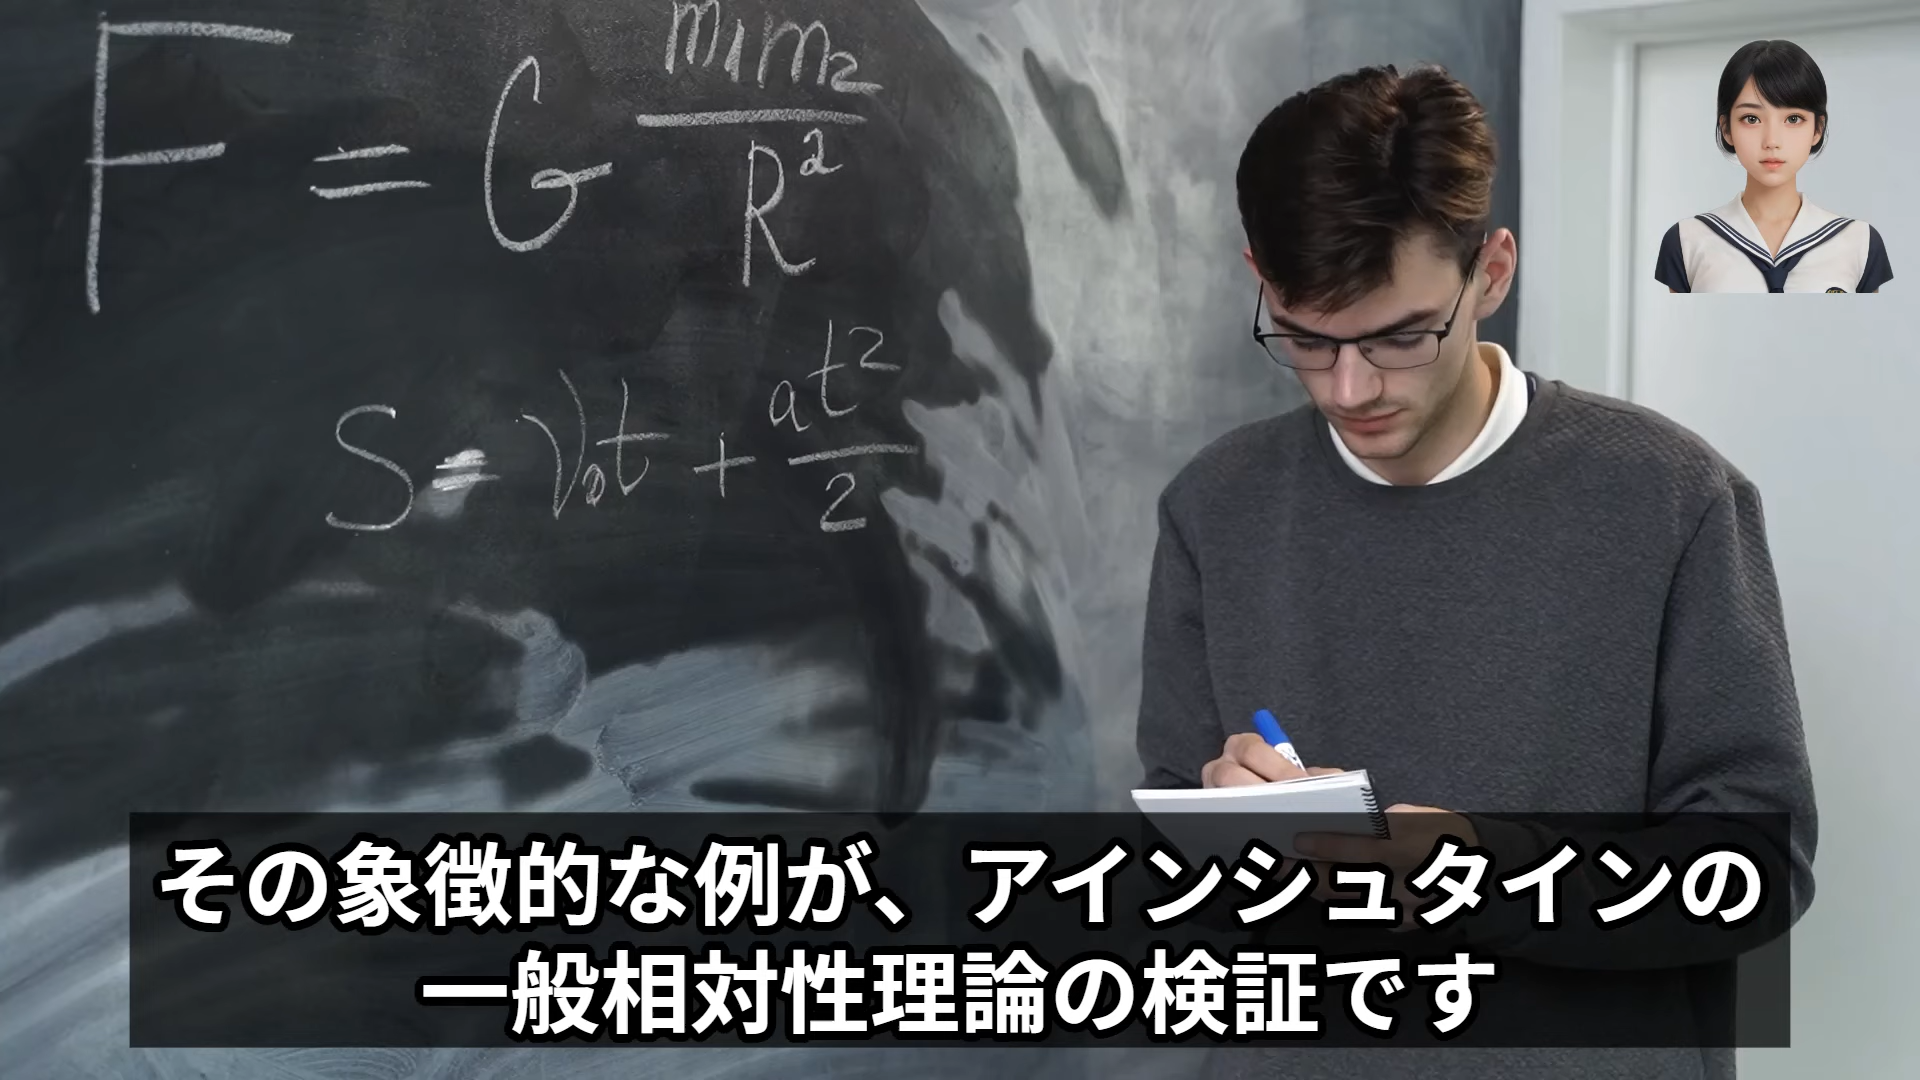 F = G m₁m₂/R²
S = V₀t + at²/2
その象徴的な例が、アインシュタインの
一般相対性理論の検証です